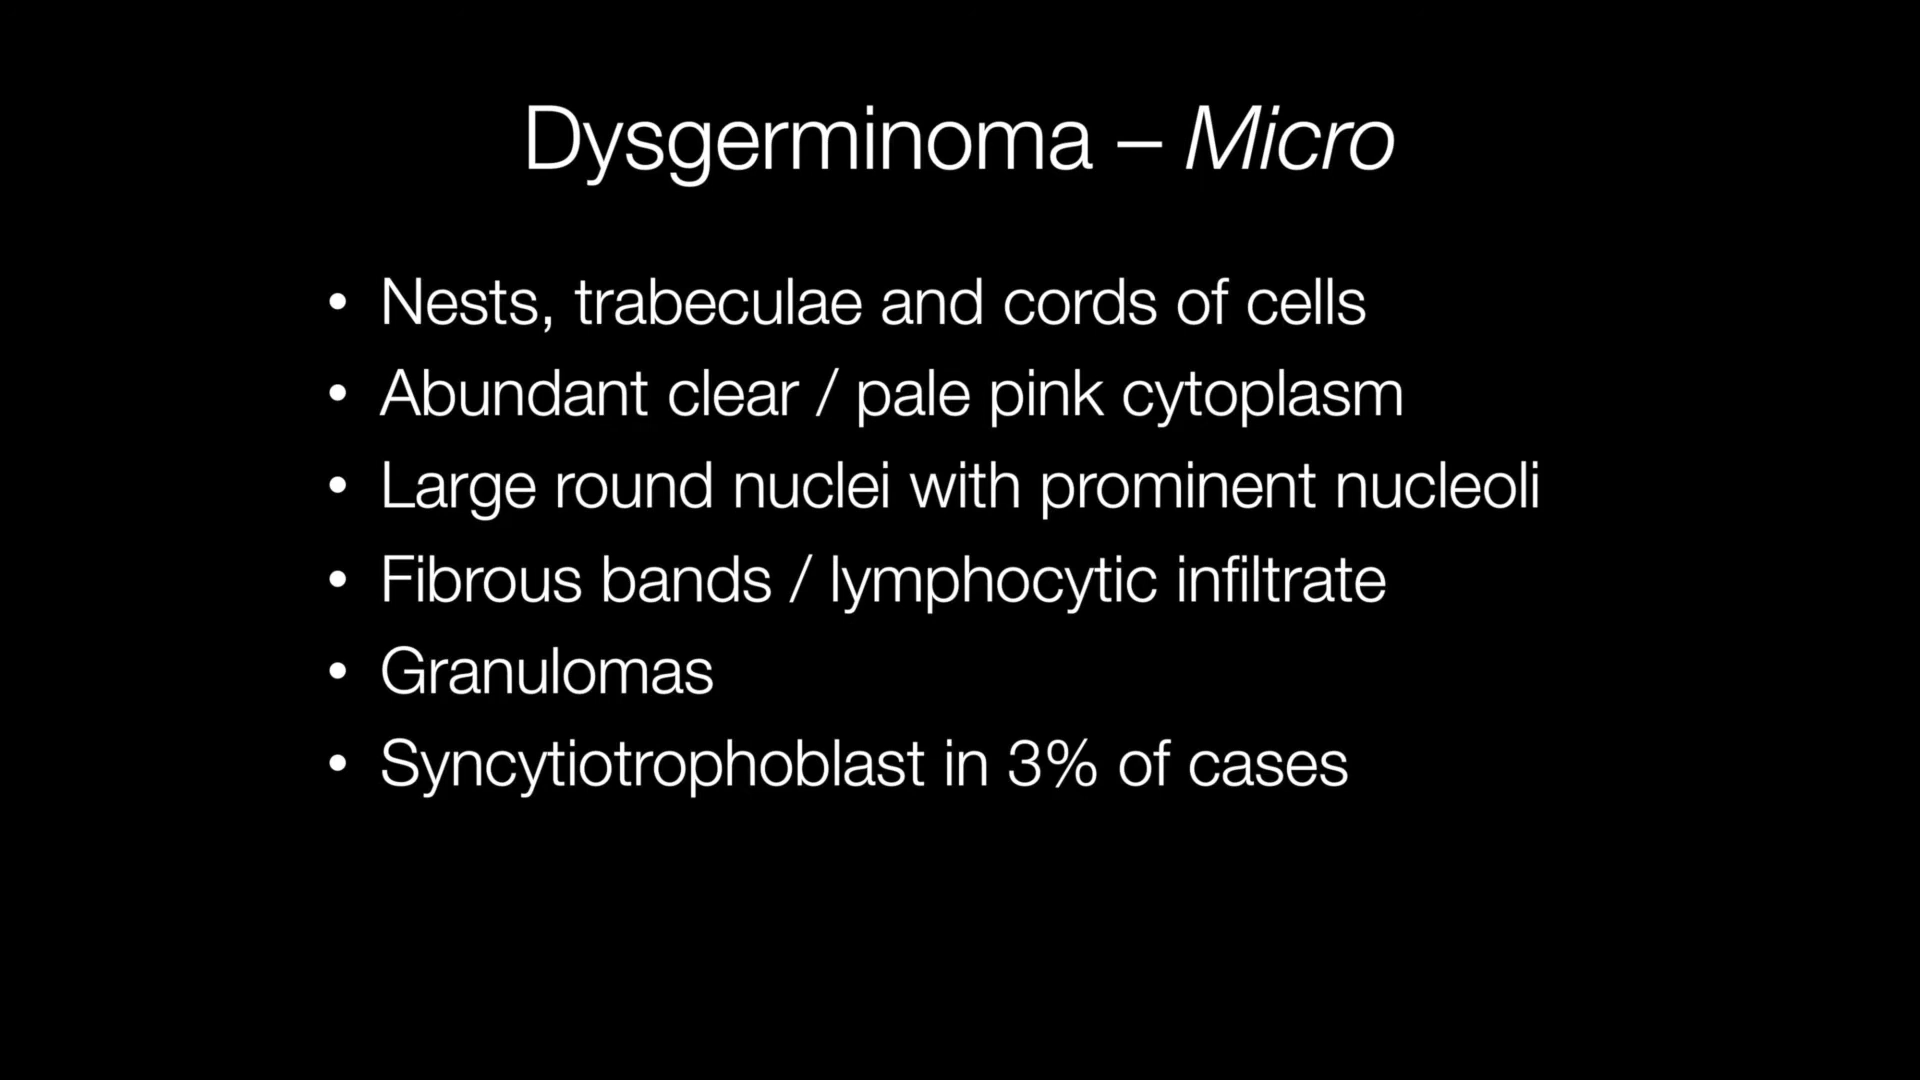 Dysgerminoma – Micro
• Nests, trabeculae and cords of cells
• Abundant clear / pale pink cytoplasm
• Large round nuclei with prominent nucleoli
• Fibrous bands / lymphocytic infiltrate
• Granulomas
• Syncytiotrophoblast in 3% of cases